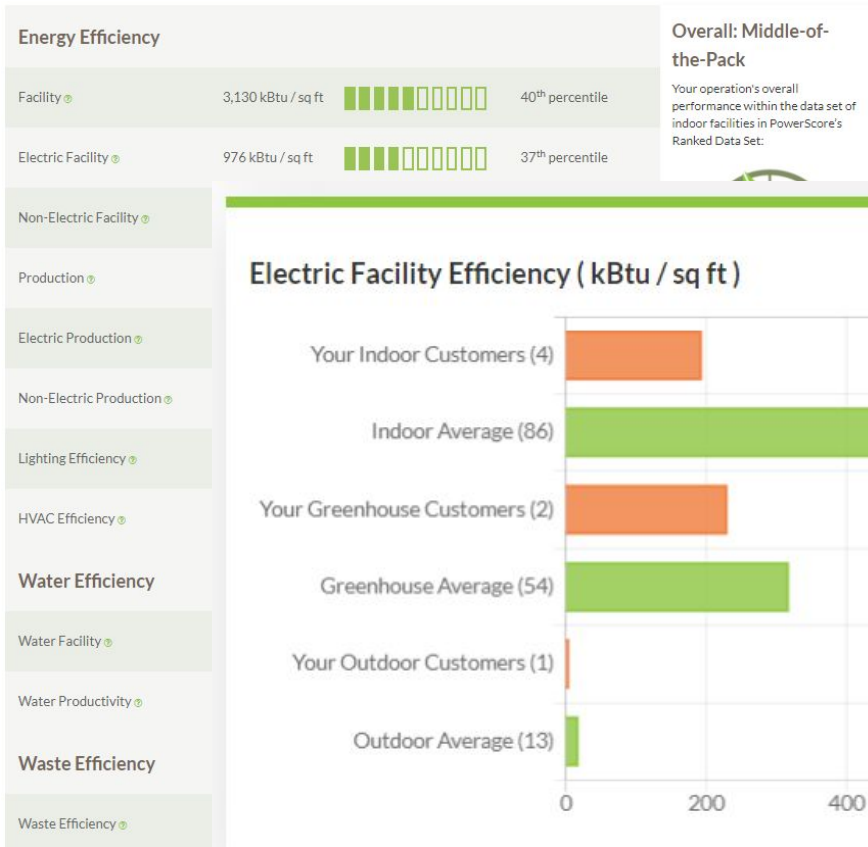 Energy Efficiency
Facility ?
3,130 kBtu / sq ft
40th percentile
Electric Facility ?
976 kBtu / sq ft
37th percentile
Non-Electric Facility ?
Production ?
Electric Production ?
Non-Electric Production ?
Lighting Efficiency ?
HVAC Efficiency ?
Water Efficiency
Water Facility ?
Water Productivity ?
Waste Efficiency
Waste Efficiency ?
Overall: Middle-of-
the-Pack
Your operation's overall
performance within the data set of
indoor facilities in PowerScore's
Ranked Data Set:
Electric Facility Efficiency ( kBtu / sq ft )
Your Indoor Customers (4)
Indoor Average (86)
Your Greenhouse Customers (2)
Greenhouse Average (54)
Your Outdoor Customers (1)
Outdoor Average (13)
0
200
400